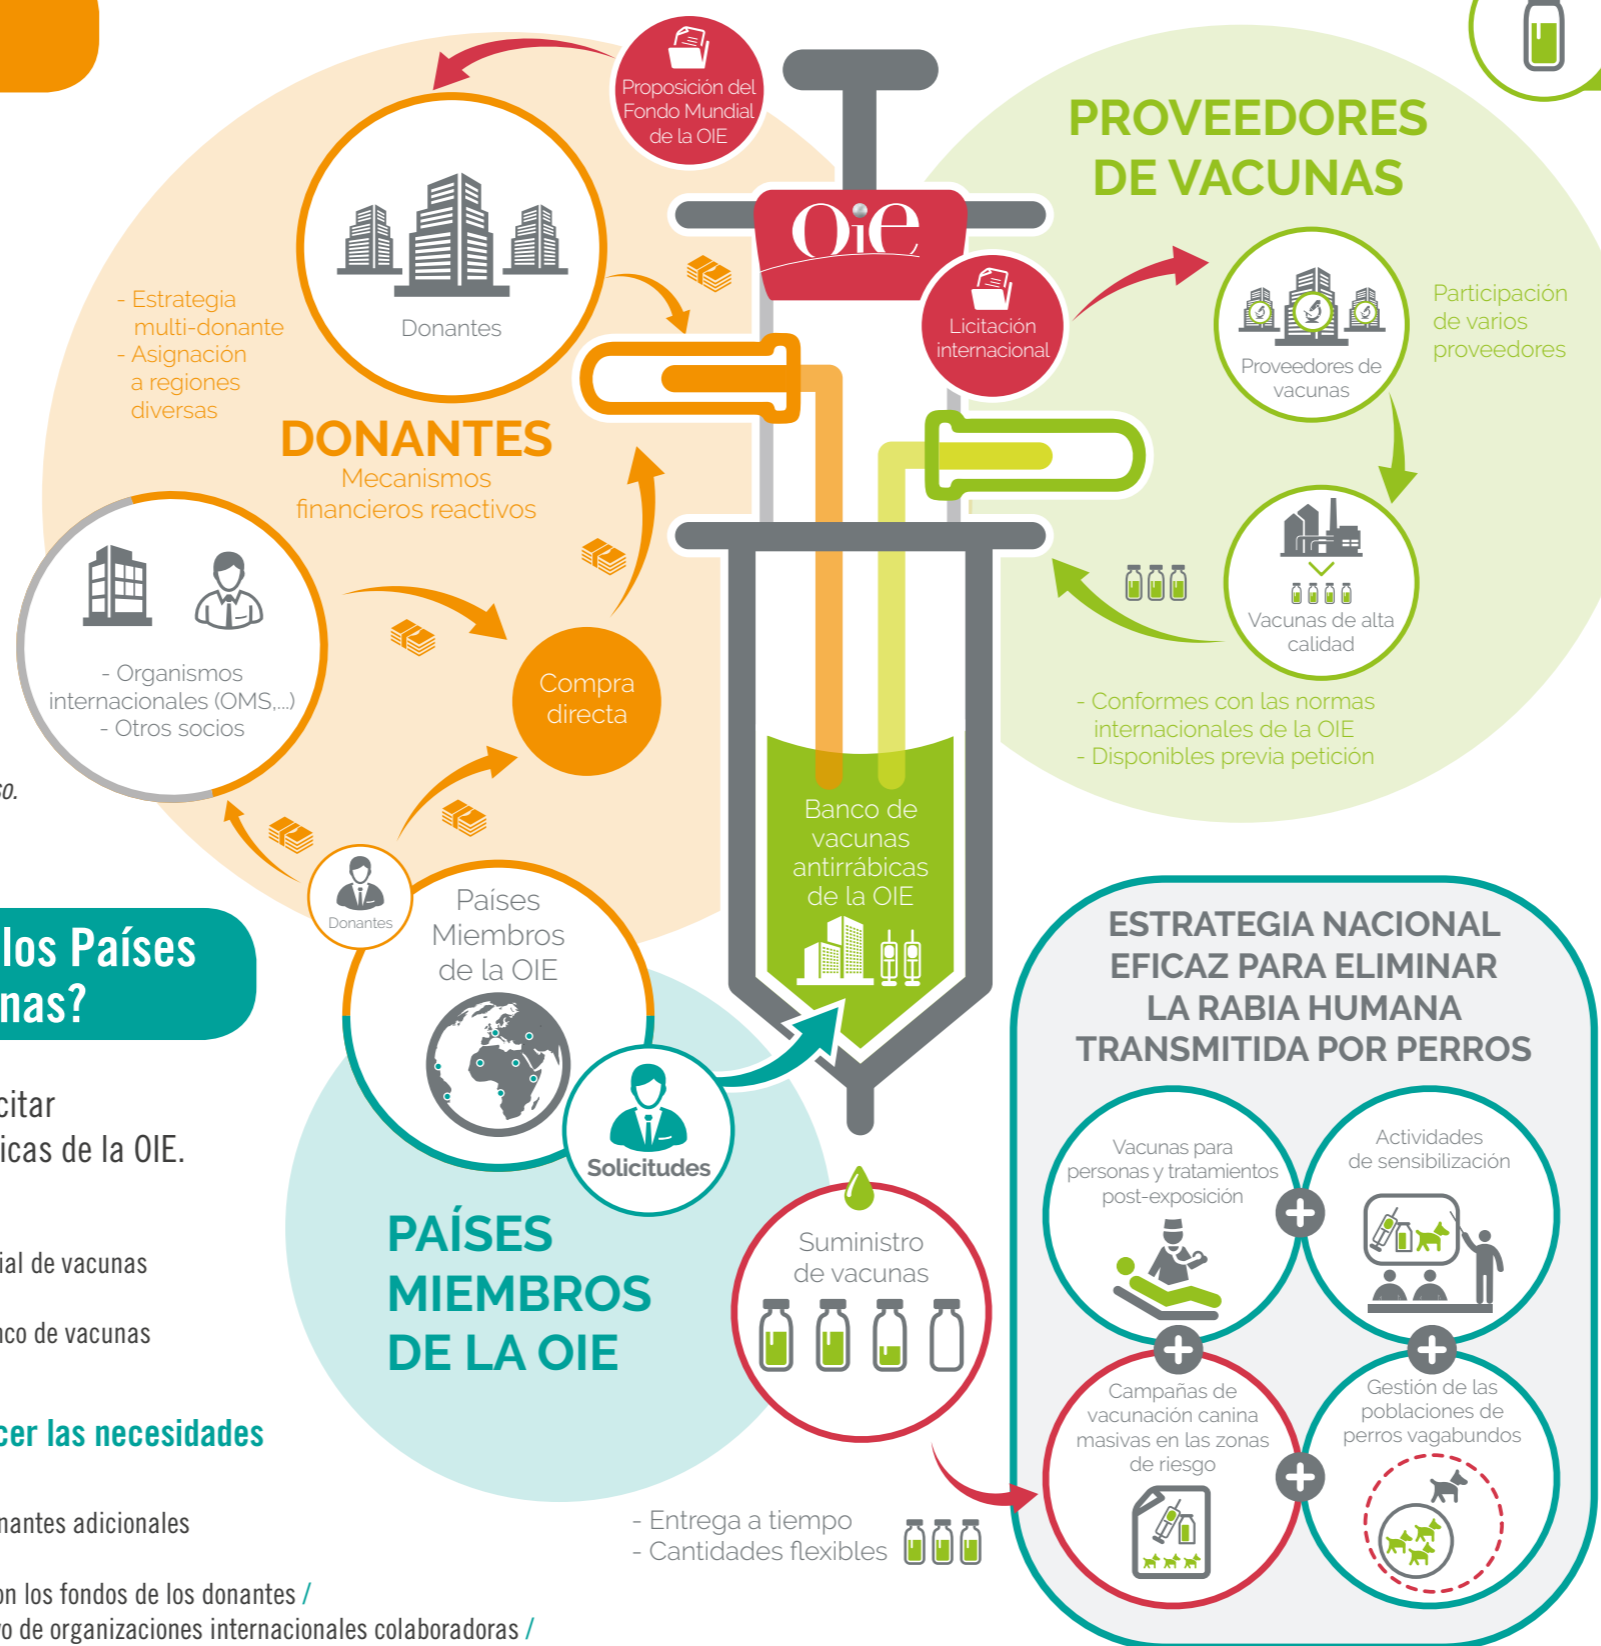 Proposición del
Fondo Mundial
de la OIE
Oie
PROVEEDORES
DE VACUNAS
Donantes
- Estrategia
multi-donante
- Asignación
a regiones
diversas
Licitación
internacional
Proveedores de
vacunas
Participación
de varios
proveedores
DONANTES
Mecanismos
financieros reactivos
- Organismos
internacionales (OMS,...)
- Otros socios
Compra
directa
Vacunas de alta
calidad
- Conformes con las normas
internacionales de la OIE
- Disponibles previa petición
so.
Donantes
Países
Miembros
de la OIE
Banco de
vacunas
antirrábicas
de la OIE
los Países
nas?
citar
icas de la OIE.
Solicitudes
PAÍSES
MIEMBROS
DE LA OIE
ial de vacunas
nco de vacunas
cer las necesidades
nantes adicionales
on los fondos de los donantes /
yo de organizaciones internacionales colaboradoras /
Suministro
de vacunas
- Entrega a tiempo
- Cantidades flexibles
ESTRATEGIA NACIONAL
EFICAZ PARA ELIMINAR
LA RABIA HUMANA
TRANSMITIDA POR PERROS
Vacunas para
personas y tratamientos
post-exposición
Actividades
de sensibilización
Campañas de
vacunación canina
masivas en las zonas
de riesgo
Gestión de las
poblaciones de
perros vagabundos